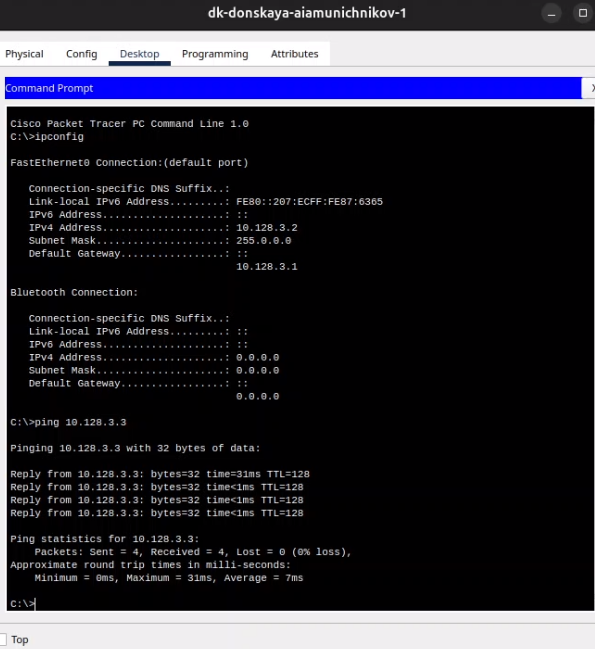 dk-donskaya-aiamunichnikov-1
Physical Config Desktop Programming Attributes
Command Prompt X
Cisco Packet Tracer PC Command Line 1.0
C:\>ipconfig
FastEthernet0 Connection:(default port)
Connection-specific DNS Suffix..:
Link-local IPv6 Address.........: FE80::207:ECFF:FE87:6365
IPv6 Address....................: ::
IPv4 Address....................: 10.128.3.2
Subnet Mask.....................: 255.0.0.0
Default Gateway.................: ::
10.128.3.1
Bluetooth Connection:
Connection-specific DNS Suffix..:
Link-local IPv6 Address.........: ::
IPv6 Address....................: ::
IPv4 Address....................: 0.0.0.0
Subnet Mask.....................: 0.0.0.0
Default Gateway.................: ::
0.0.0.0
C:\>ping 10.128.3.3
Pinging 10.128.3.3 with 32 bytes of data:
Reply from 10.128.3.3: bytes=32 time=31ms TTL=128
Reply from 10.128.3.3: bytes=32 time<1ms TTL=128
Reply from 10.128.3.3: bytes=32 time<1ms TTL=128
Reply from 10.128.3.3: bytes=32 time<1ms TTL=128
Ping statistics for 10.128.3.3:
Packets: Sent = 4, Received = 4, Lost = 0 (0% loss),
Approximate round trip times in milli-seconds:
Minimum = 0ms, Maximum = 31ms, Average = 7ms
C:\>
Top